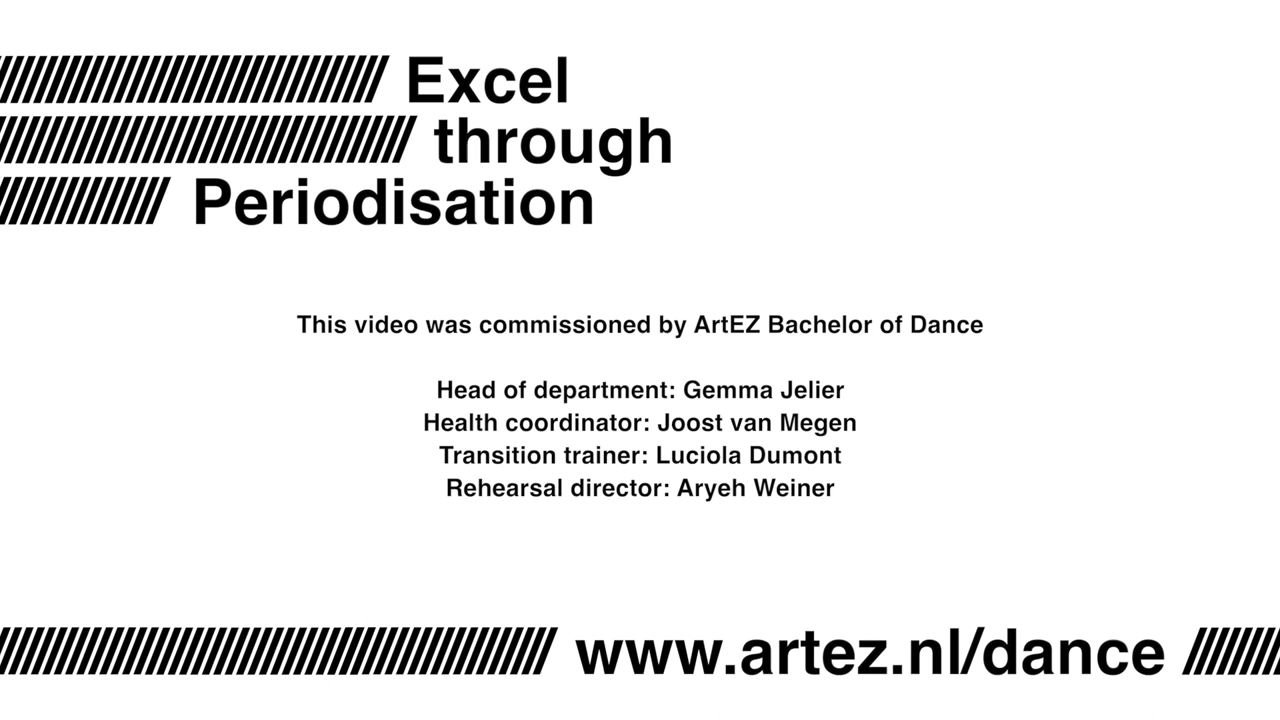 Excel
through
Periodisation
This video was commissioned by ArtEZ Bachelor of Dance
Head of department: Gemma Jelier
Health coordinator: Joost van Megen
Transition trainer: Luciola Dumont
Rehearsal director: Aryeh Weiner
www.artez.nl/dance